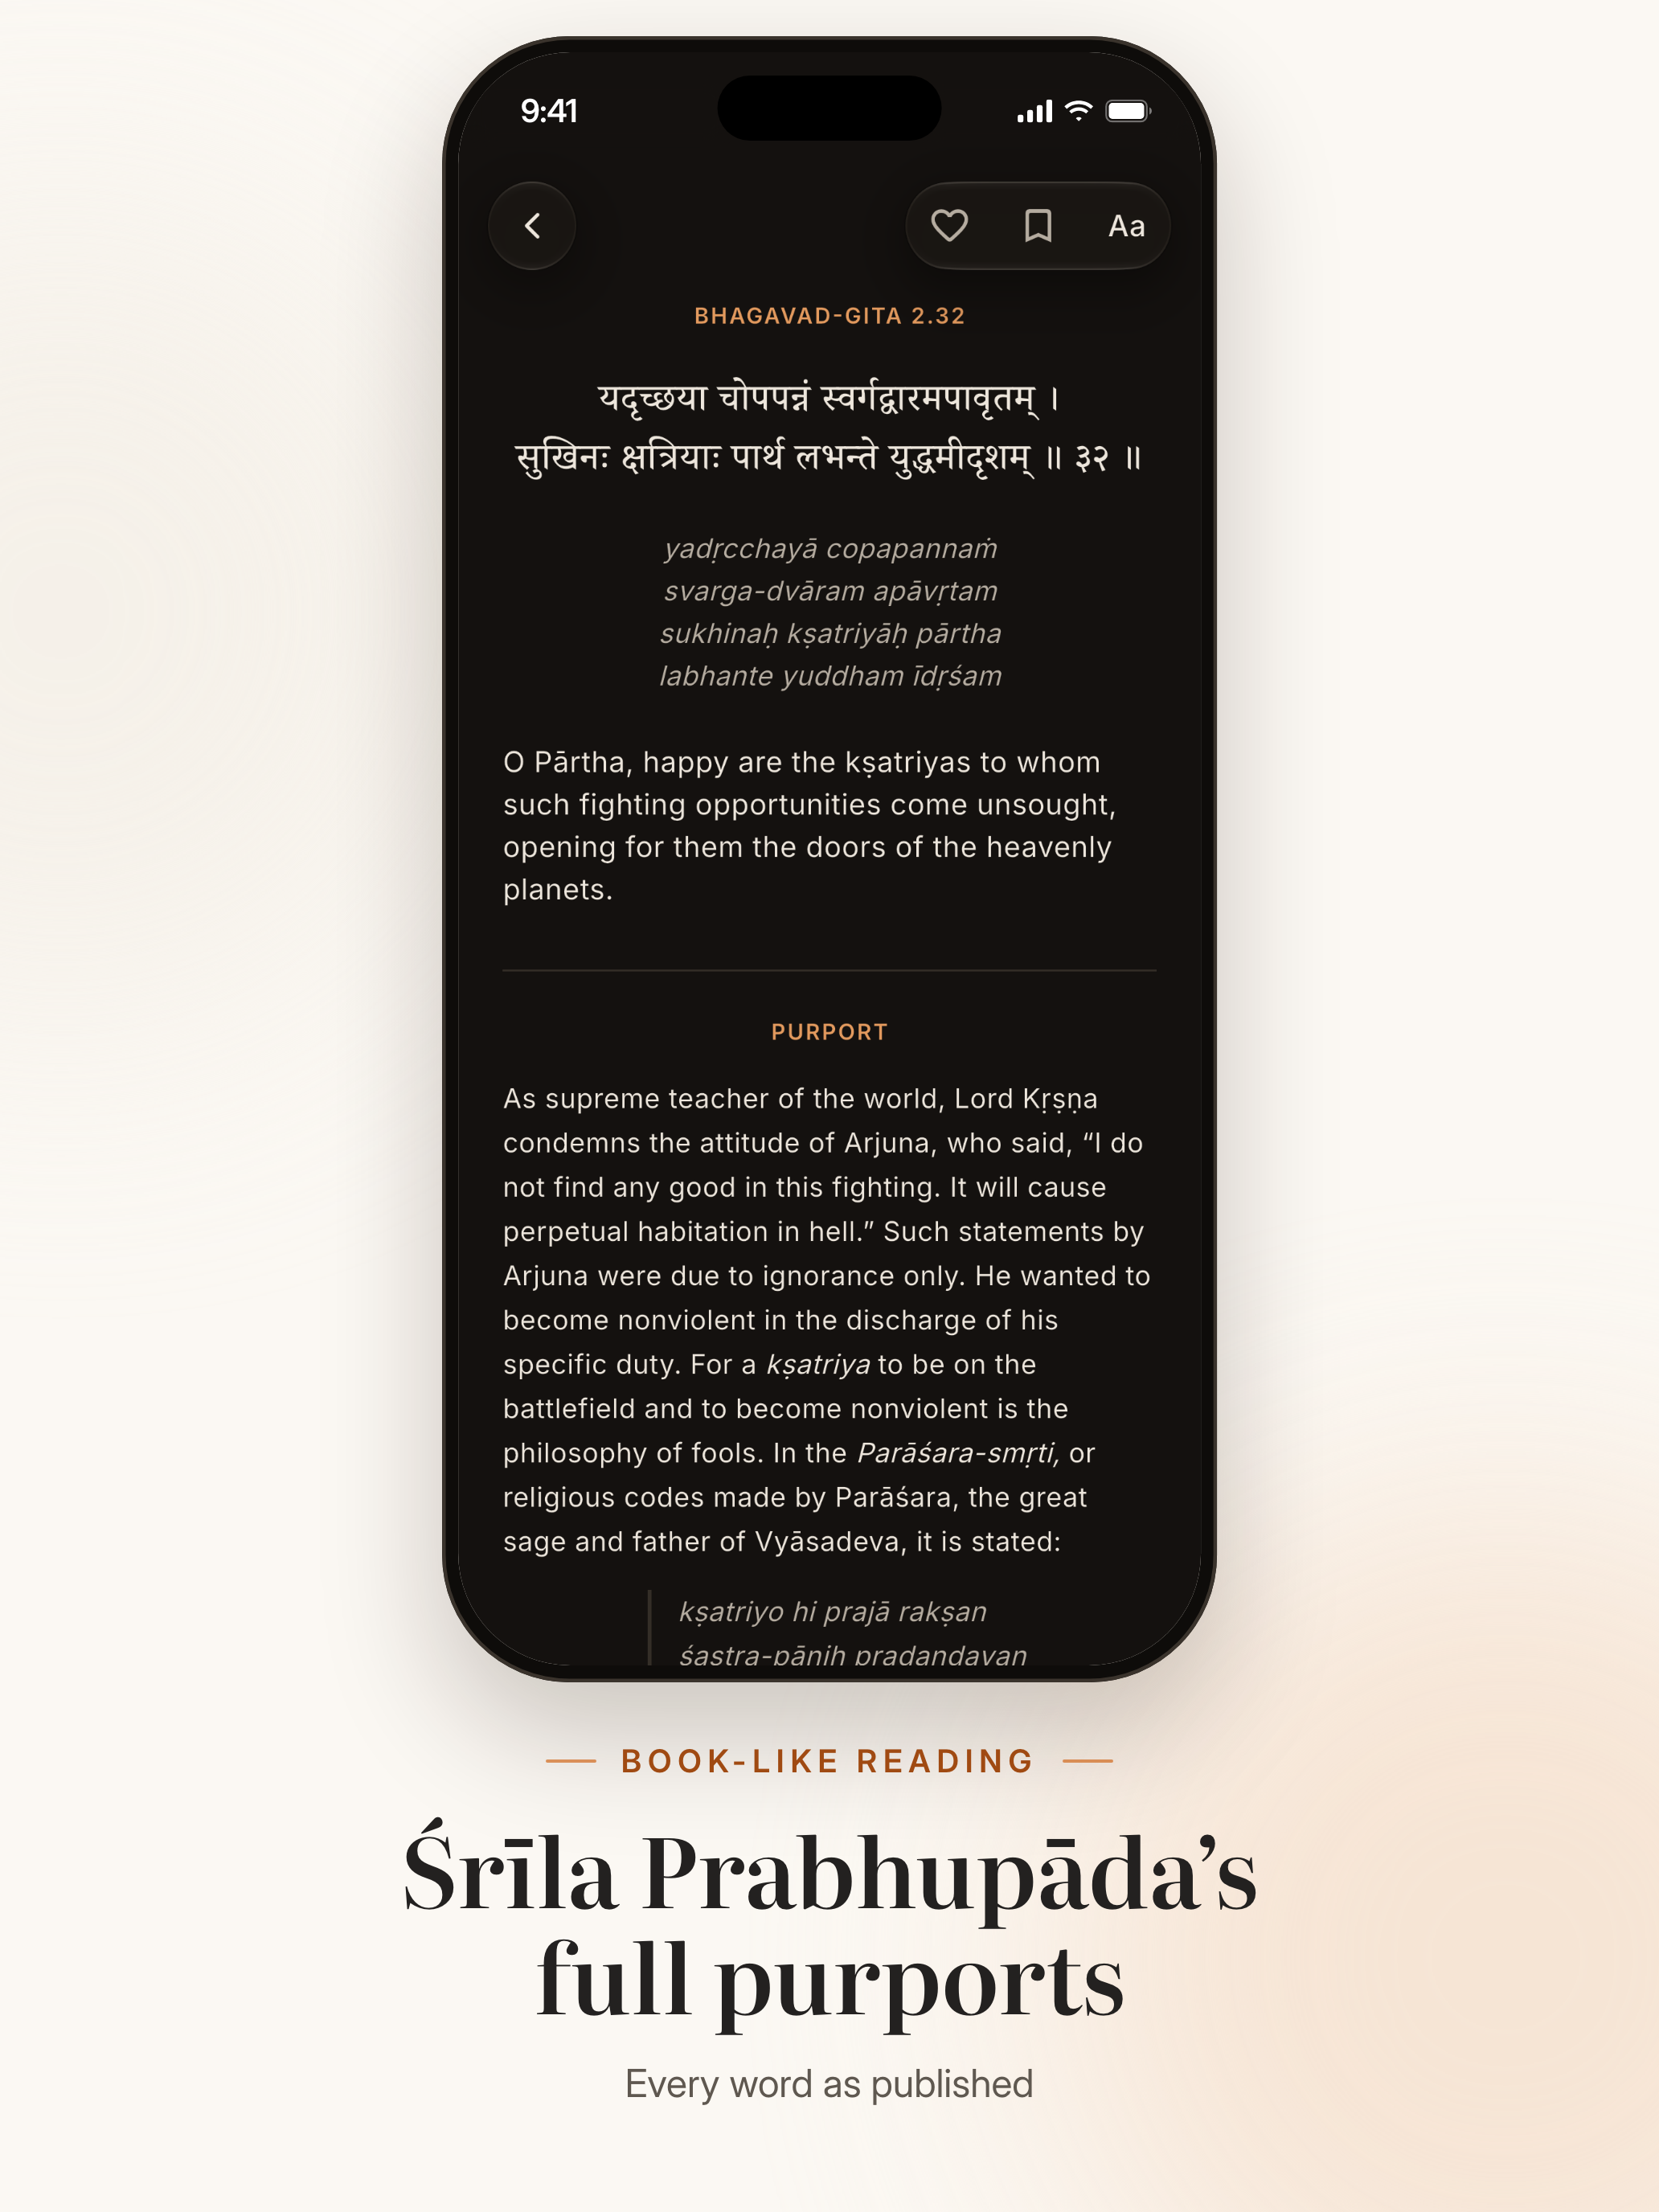 9:41
Aa
BHAGAVAD-GITA 2.32
यदृच्छया चोपपन्नं स्वर्गद्वारमपावृतम् ।
सुखिनः क्षत्रियाः पार्थ लभन्ते युद्धमीदृशम् ॥ ३२ ॥
yadṛcchayā copapannaṁ
svarga-dvāram apāvṛtam
sukhinaḥ kṣatriyāḥ pārtha
labhante yuddham īdṛśam
O Pārtha, happy are the kṣatriyas to whom
such fighting opportunities come unsought,
opening for them the doors of the heavenly
planets.
PURPORT
As supreme teacher of the world, Lord Kṛṣṇa
condemns the attitude of Arjuna, who said, “I do
not find any good in this fighting. It will cause
perpetual habitation in hell.” Such statements by
Arjuna were due to ignorance only. He wanted to
become nonviolent in the discharge of his
specific duty. For a kṣatriya to be on the
battlefield and to become nonviolent is the
philosophy of fools. In the Parāśara-smṛti, or
religious codes made by Parāśara, the great
sage and father of Vyāsadeva, it is stated:
kṣatriyo hi prajā rakṣan
śastra-pāṇiḥ pradaṇḍayan
BOOK-LIKE READING
Śrīla Prabhupāda’s
full purports
Every word as published